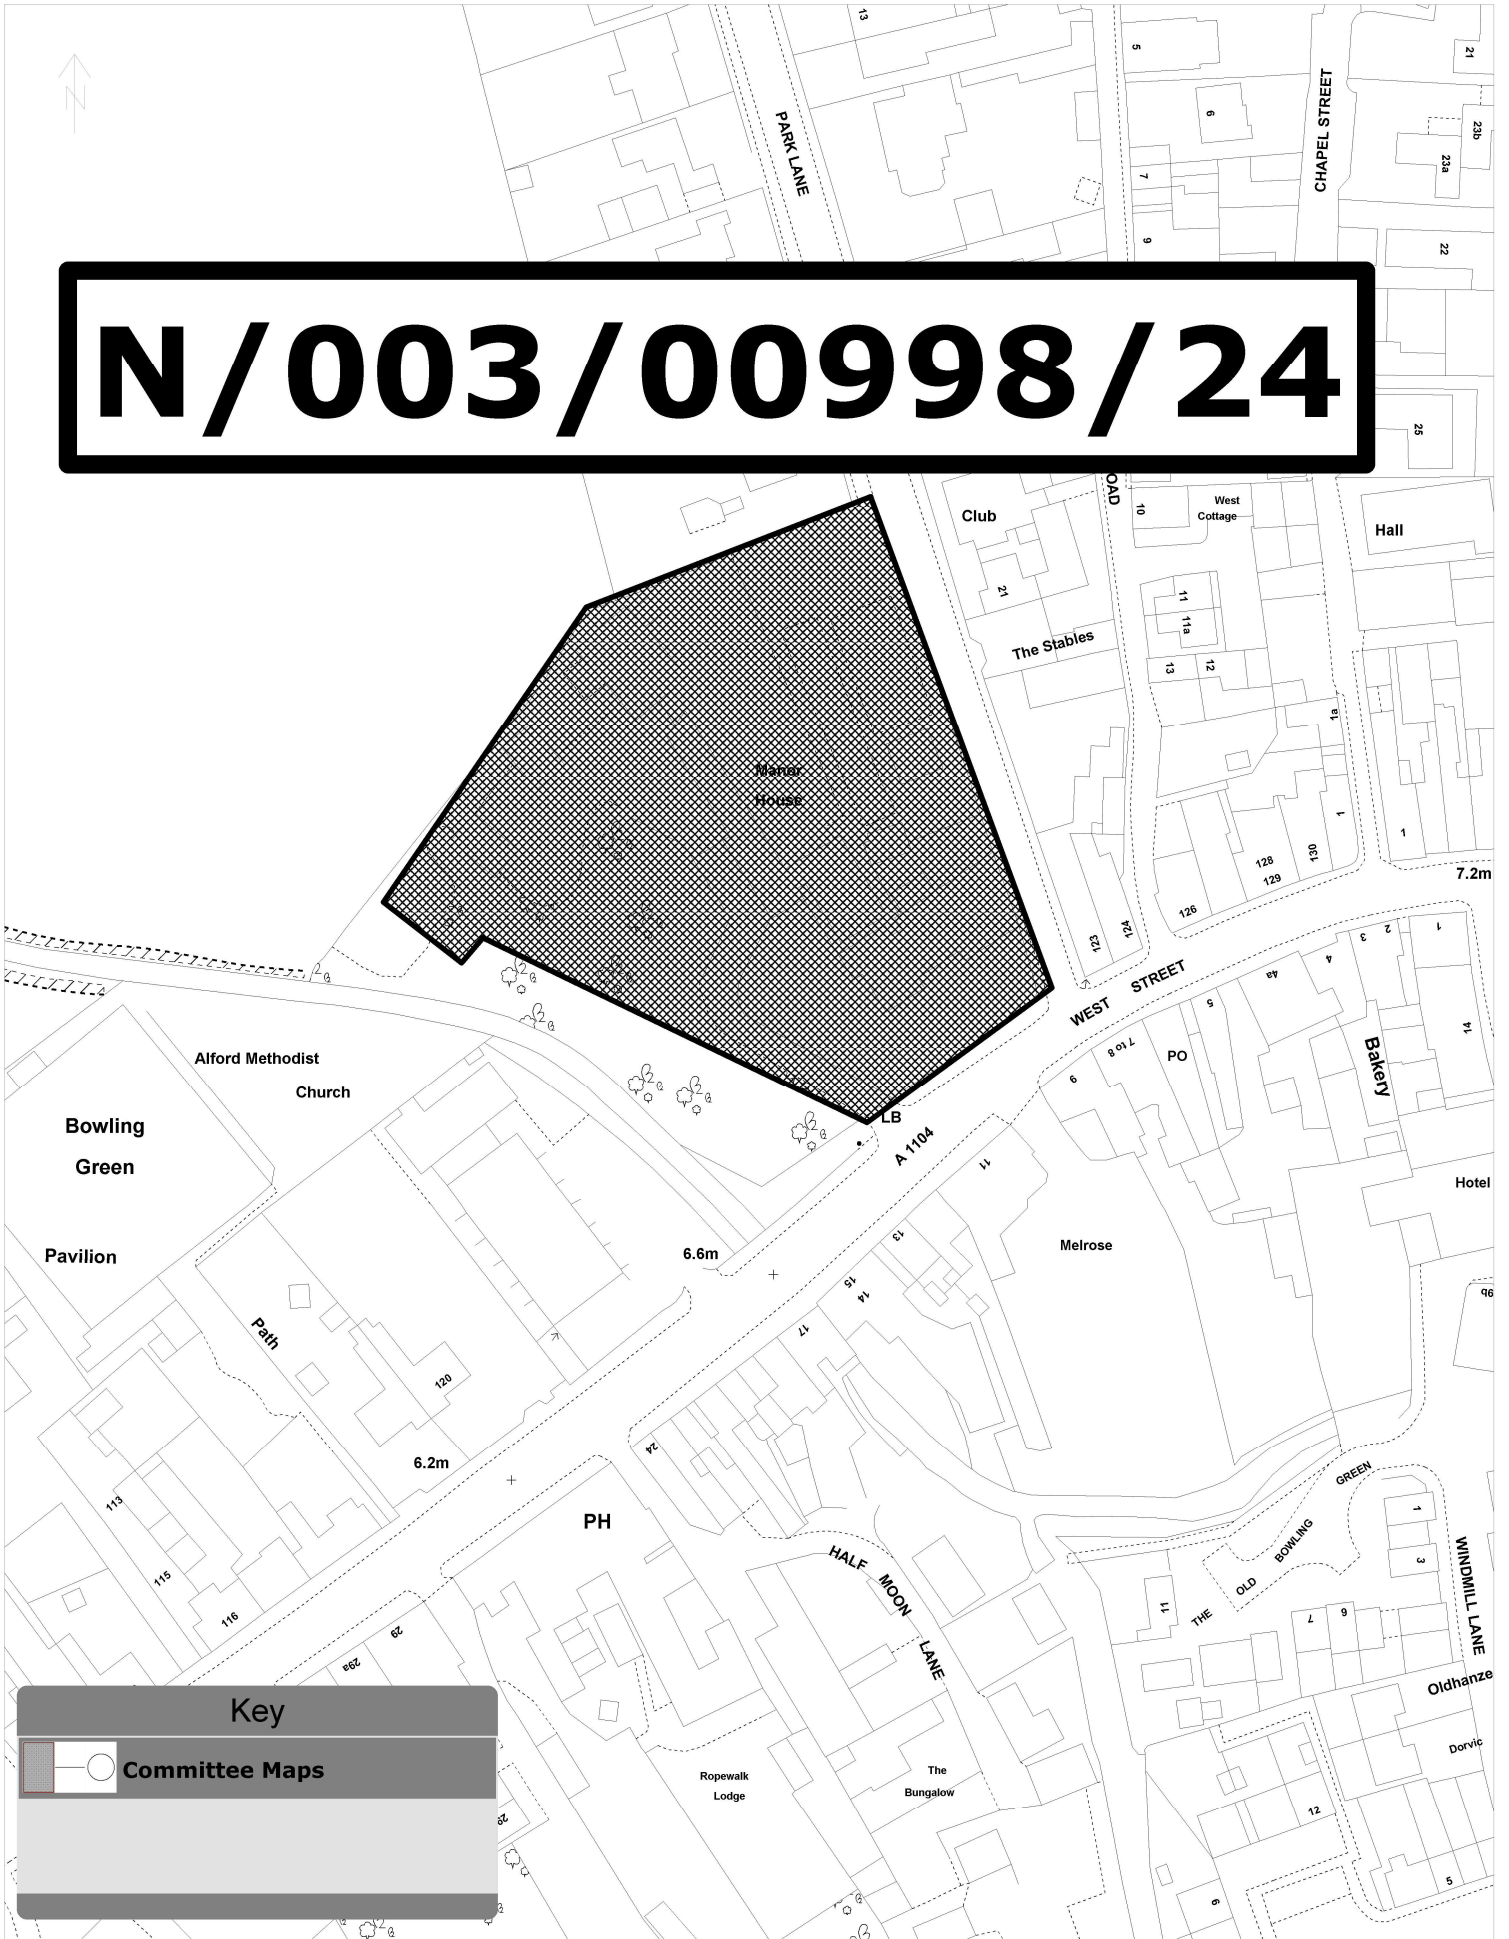 N
13
5
21
PARK LANE
CHAPEL STREET
6
23b
23a
7
9
22
N/003/00998/24
25
OAD
Club
10
West
Cottage
Hall
21
11
11a
The Stables
13
12
1a
Manor
House
1
1
128
129
130
7.2m
126
123
124
WEST STREET
1
2
3
4
4a
5
14
Bakery
7 to 8
PO
9
LB
A 1104
Alford Methodist
Church
Bowling
Green
Pavilion
11
Hotel
13
Melrose
6.6m
15
14
9b
17
Path
120
24
6.2m
GREEN
113
PH
BOWLING
OLD
THE
1
3
WINDMILL LANE
HALF MOON LANE
115
116
11
7
6
29
29a
Oldhanze
Dorvic
Key
Committee Maps
Ropewalk
Lodge
The
Bungalow
29
12
5
6